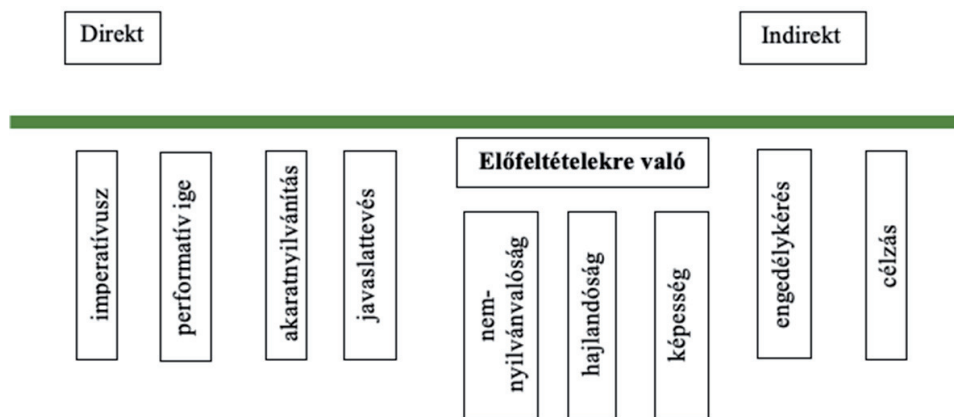 Direkt
Indirekt
imperatívusz
performatív ige
akaratnyilvánítás
javaslattevés
Előfeltételekre való
nem-
nyilvánvalóság
hajlandóság
képesség
engedélykérés
célzás